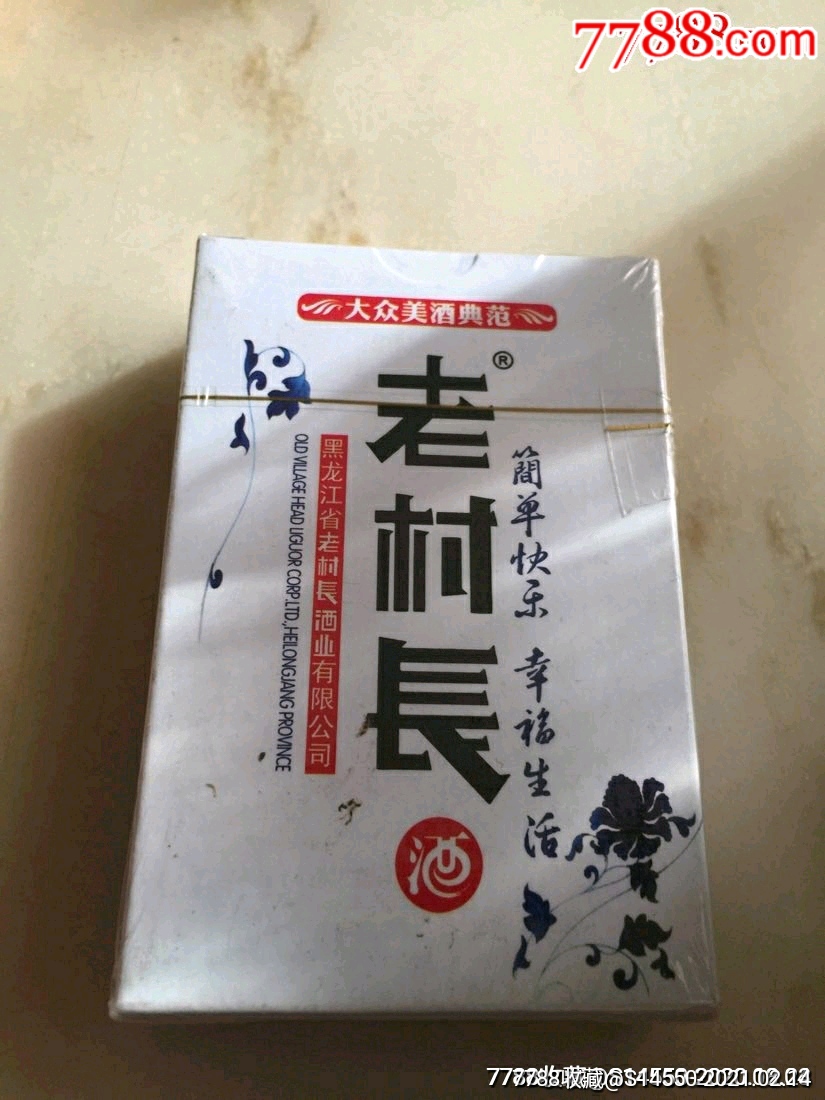 7788.com
大众美酒典范
老村長®
簡单快乐 幸福生活
黑龙江省老村長酒业有限公司
OLD VILLAGE HEAD LIGUOR CORP.LTD.,HEILONGJANG PROVINCE
酒